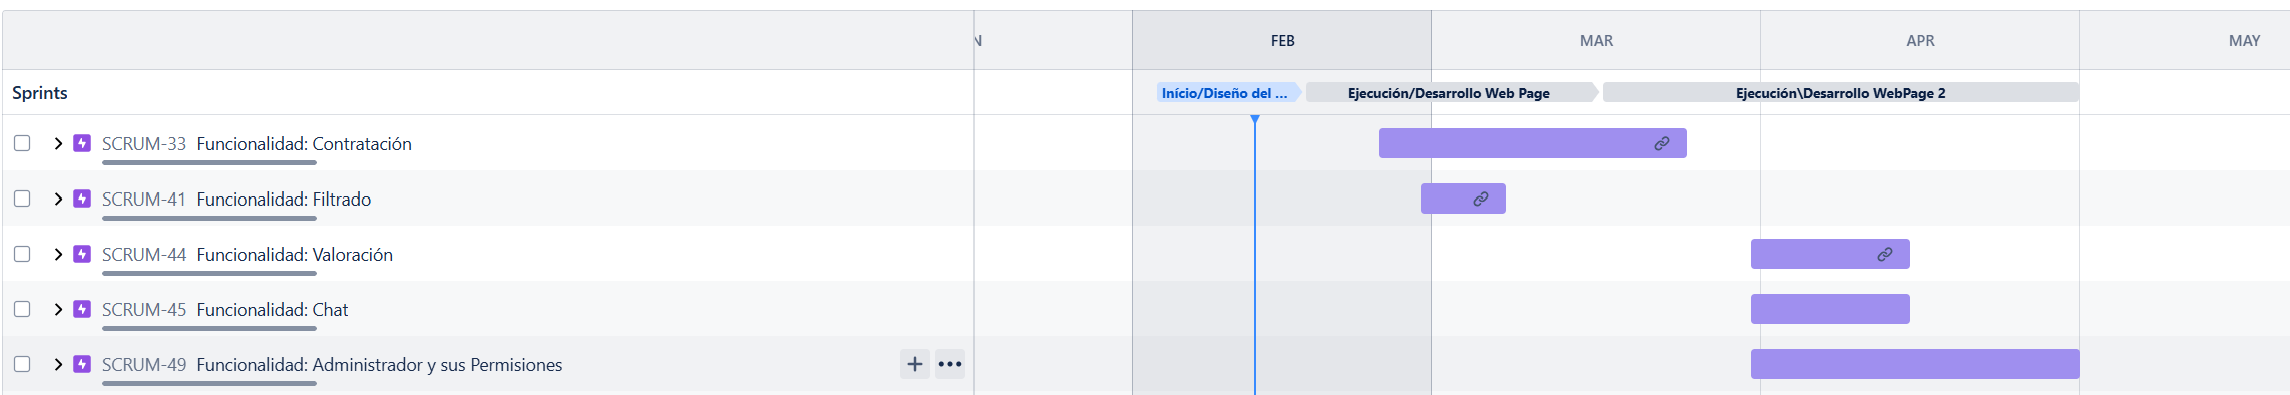 N FEB MAR APR MAY
Sprints Início/Diseño del ... Ejecución/Desarrollo Web Page Ejecución\Desarrollo WebPage 2
SCRUM-33 Funcionalidad: Contratación
SCRUM-41 Funcionalidad: Filtrado
SCRUM-44 Funcionalidad: Valoración
SCRUM-45 Funcionalidad: Chat
SCRUM-49 Funcionalidad: Administrador y sus Permisiones